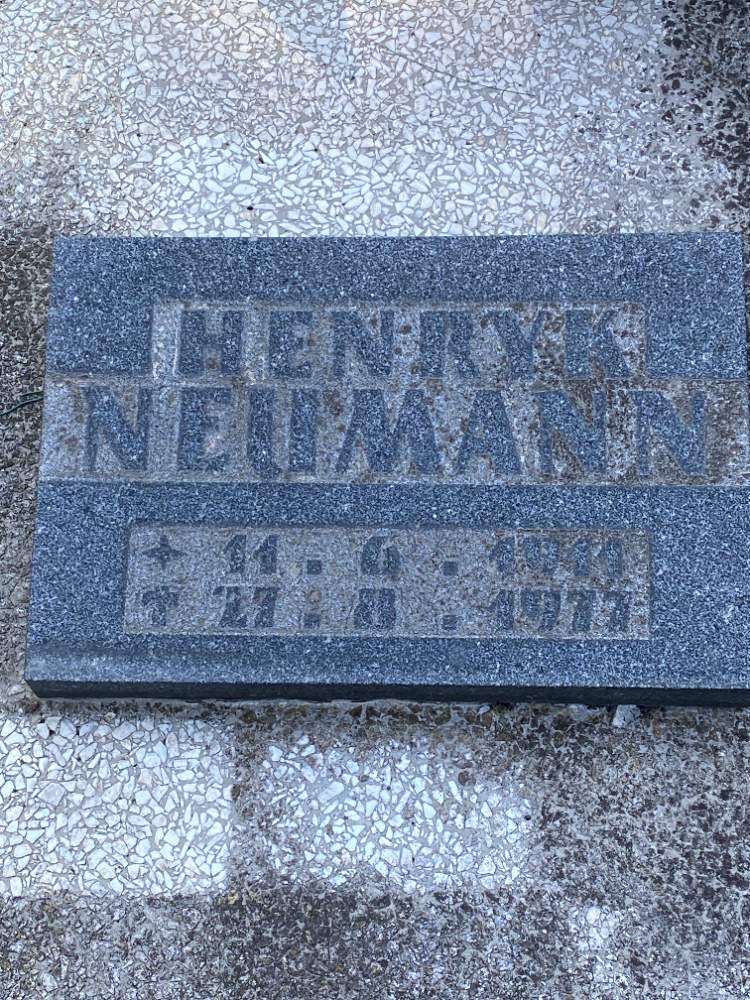 HENRYK
NEUMANN
+ 11. 6. 1911
† 27. 8. 1977